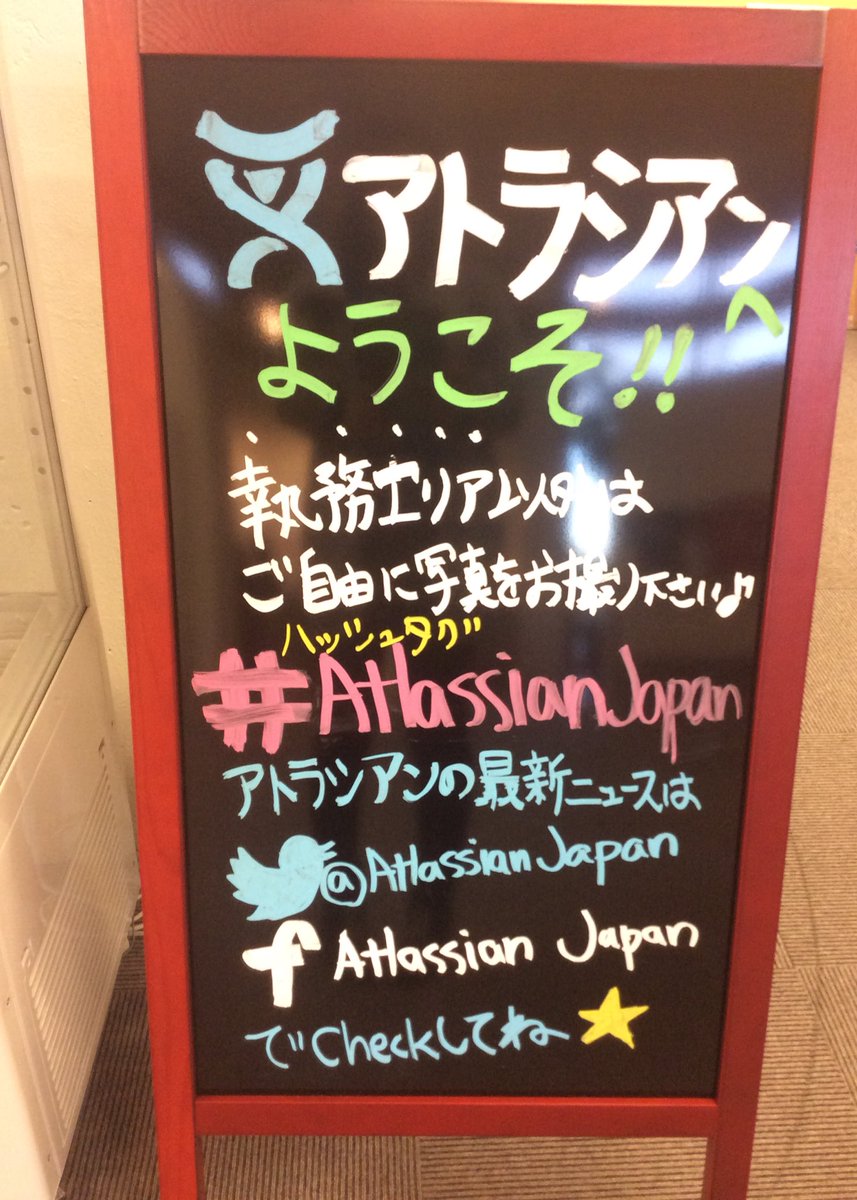 アトラシアンへ
ようこそ!!
執務エリア以外は
ご自由に写真をお撮り下さい♪
ハッシュタグ
#AtlassianJapan
アトラシアンの最新ニュースは
@AtlassianJapan
f Atlassian Japan
でCheckしてね★